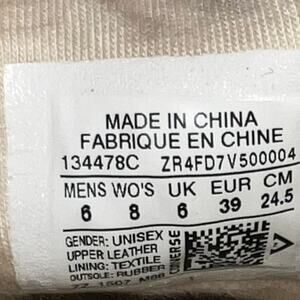 MADE IN CHINA
FABRIQUE EN CHINE
134478C ZR4FD7V500004
MENS WO'S UK EUR CM
6 8 6 39 24.5
GENDER: UNISEX
UPPER LEATHER
LINING: TEXTILE
OUTSOLE: RUBBER
CONVERSE